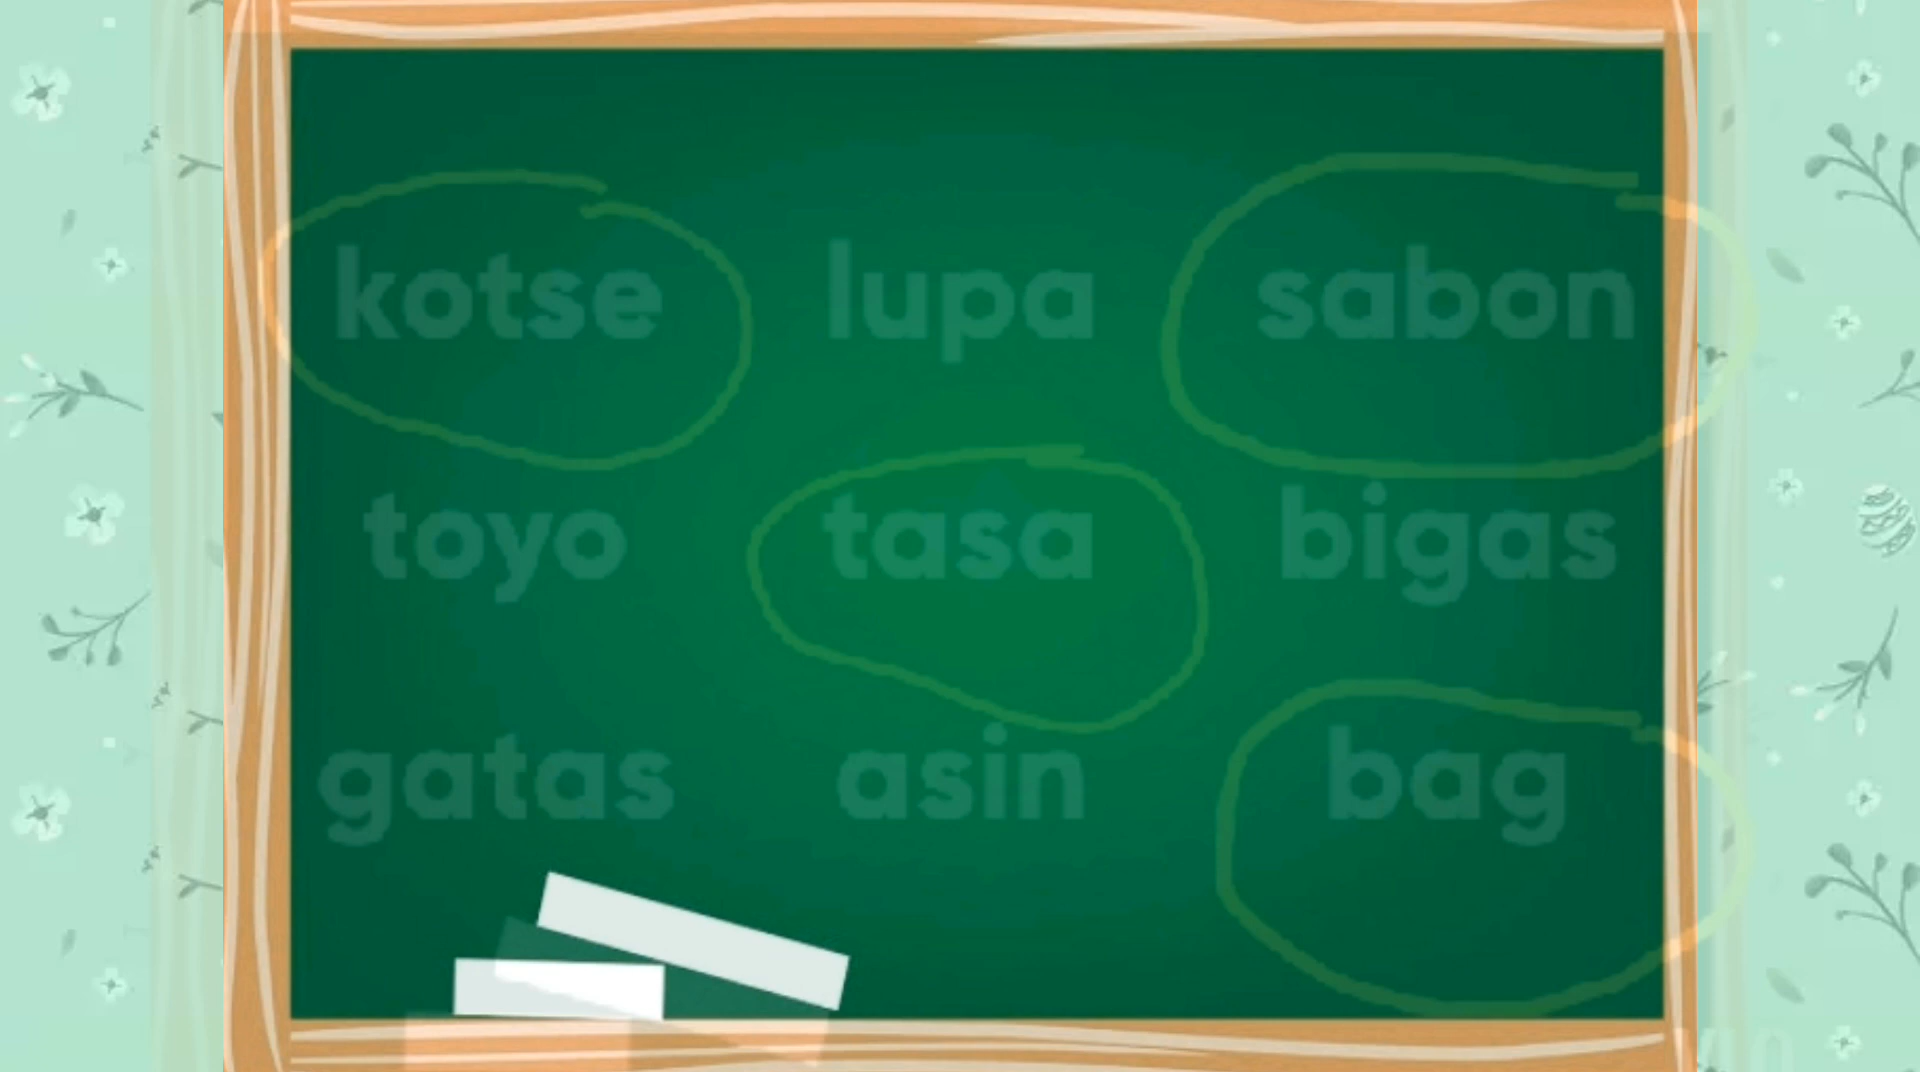 kotse lupa sabon
toyo tasa bigas
gatas asin bag